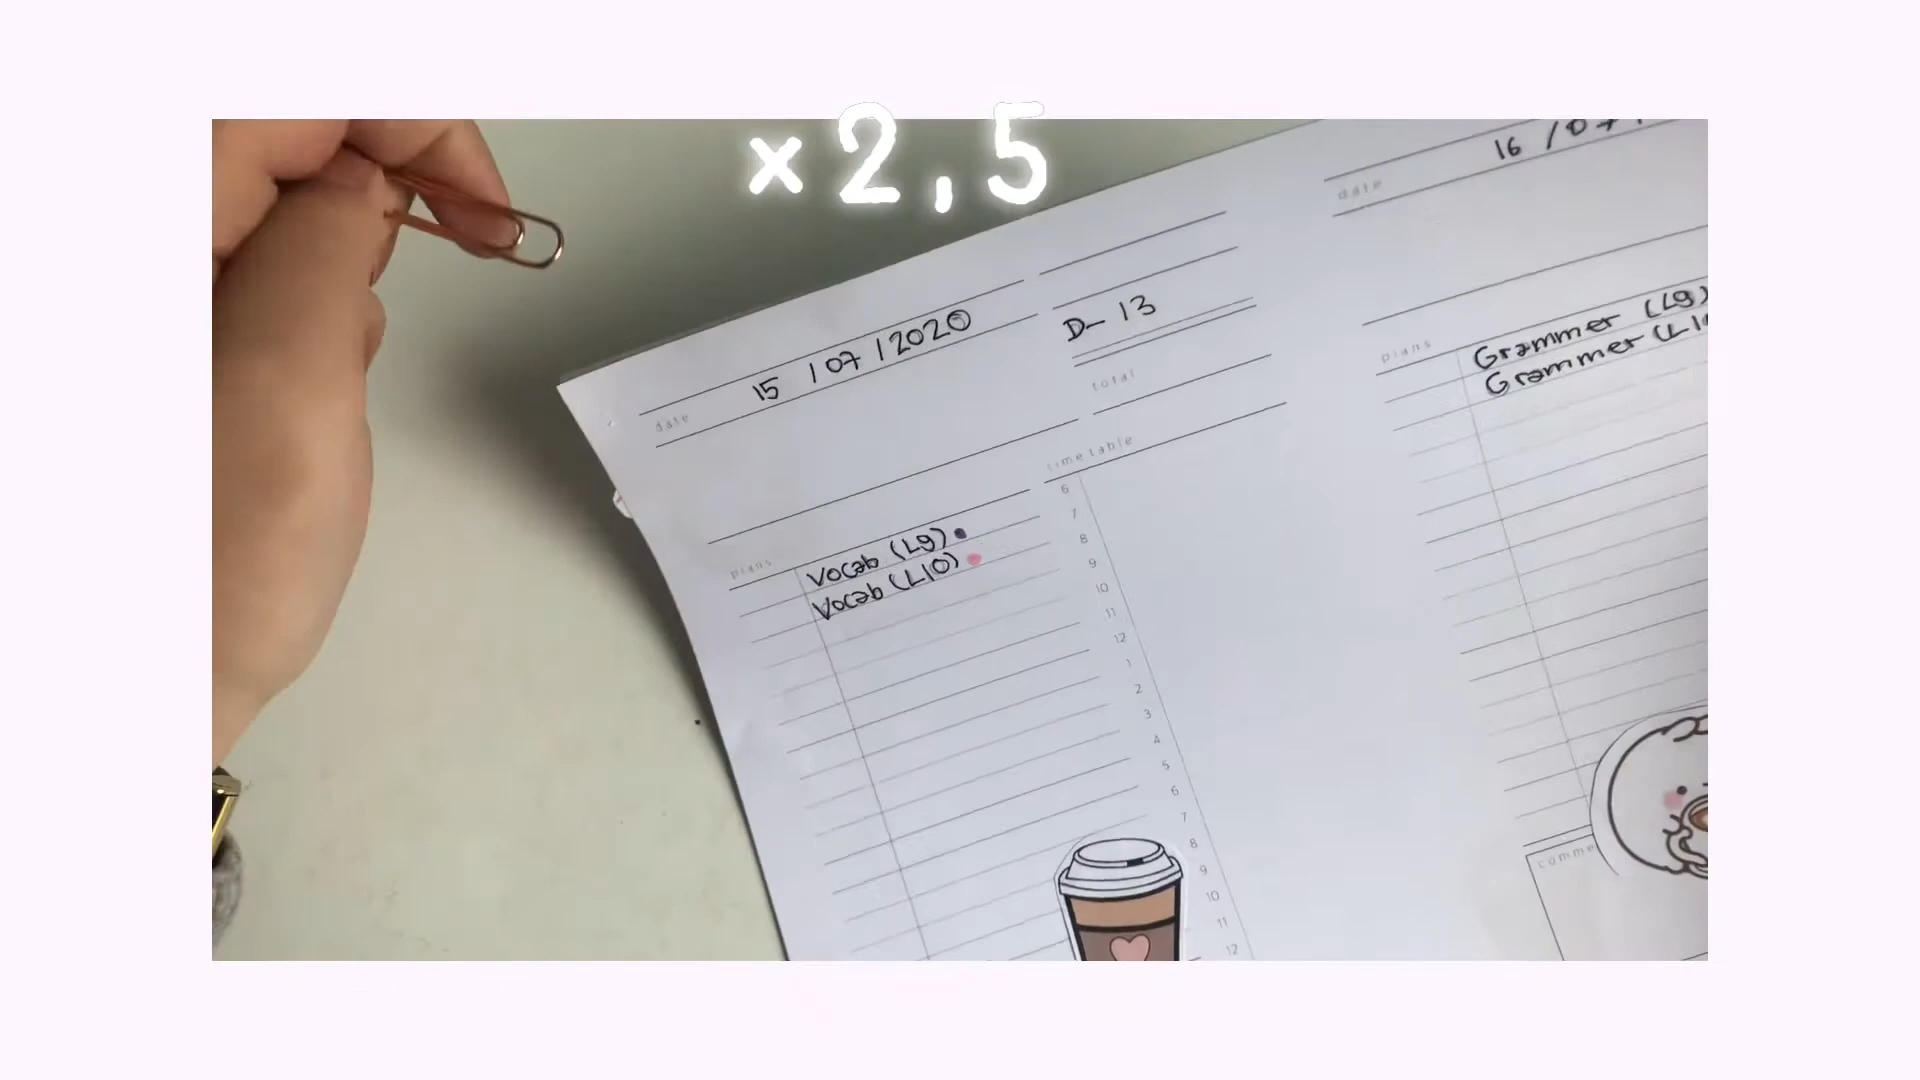 ×2,5
date 15 / 07 / 2020
D- 13
total
plans
Vocab (L9)
Vocab (L10)
time table
6
7
8
9
10
11
12
1
2
3
4
5
6
7
8
9
10
11
12
date 16 / 07
plans
Grammer (L9)
Grammer (L10
comme